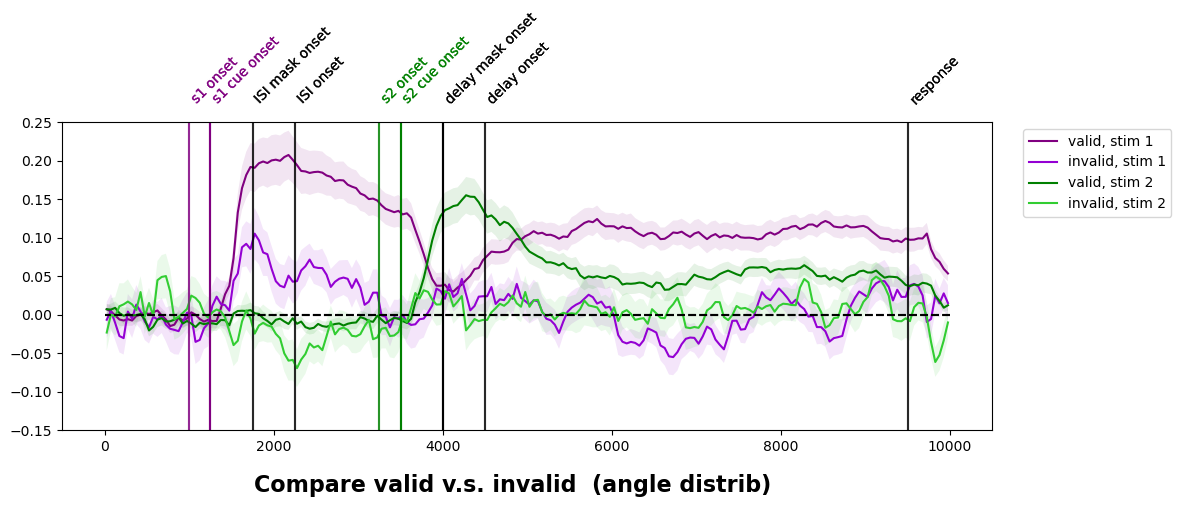 s1 onset
s1 cue onset
ISI mask onset
ISI onset
s2 onset
s2 cue onset
delay mask onset
delay onset
response
0.25
0.20
0.15
0.10
0.05
0.00
−0.05
−0.10
−0.15
0
2000
4000
6000
8000
10000
valid, stim 1
invalid, stim 1
valid, stim 2
invalid, stim 2
Compare valid v.s. invalid  (angle distrib)